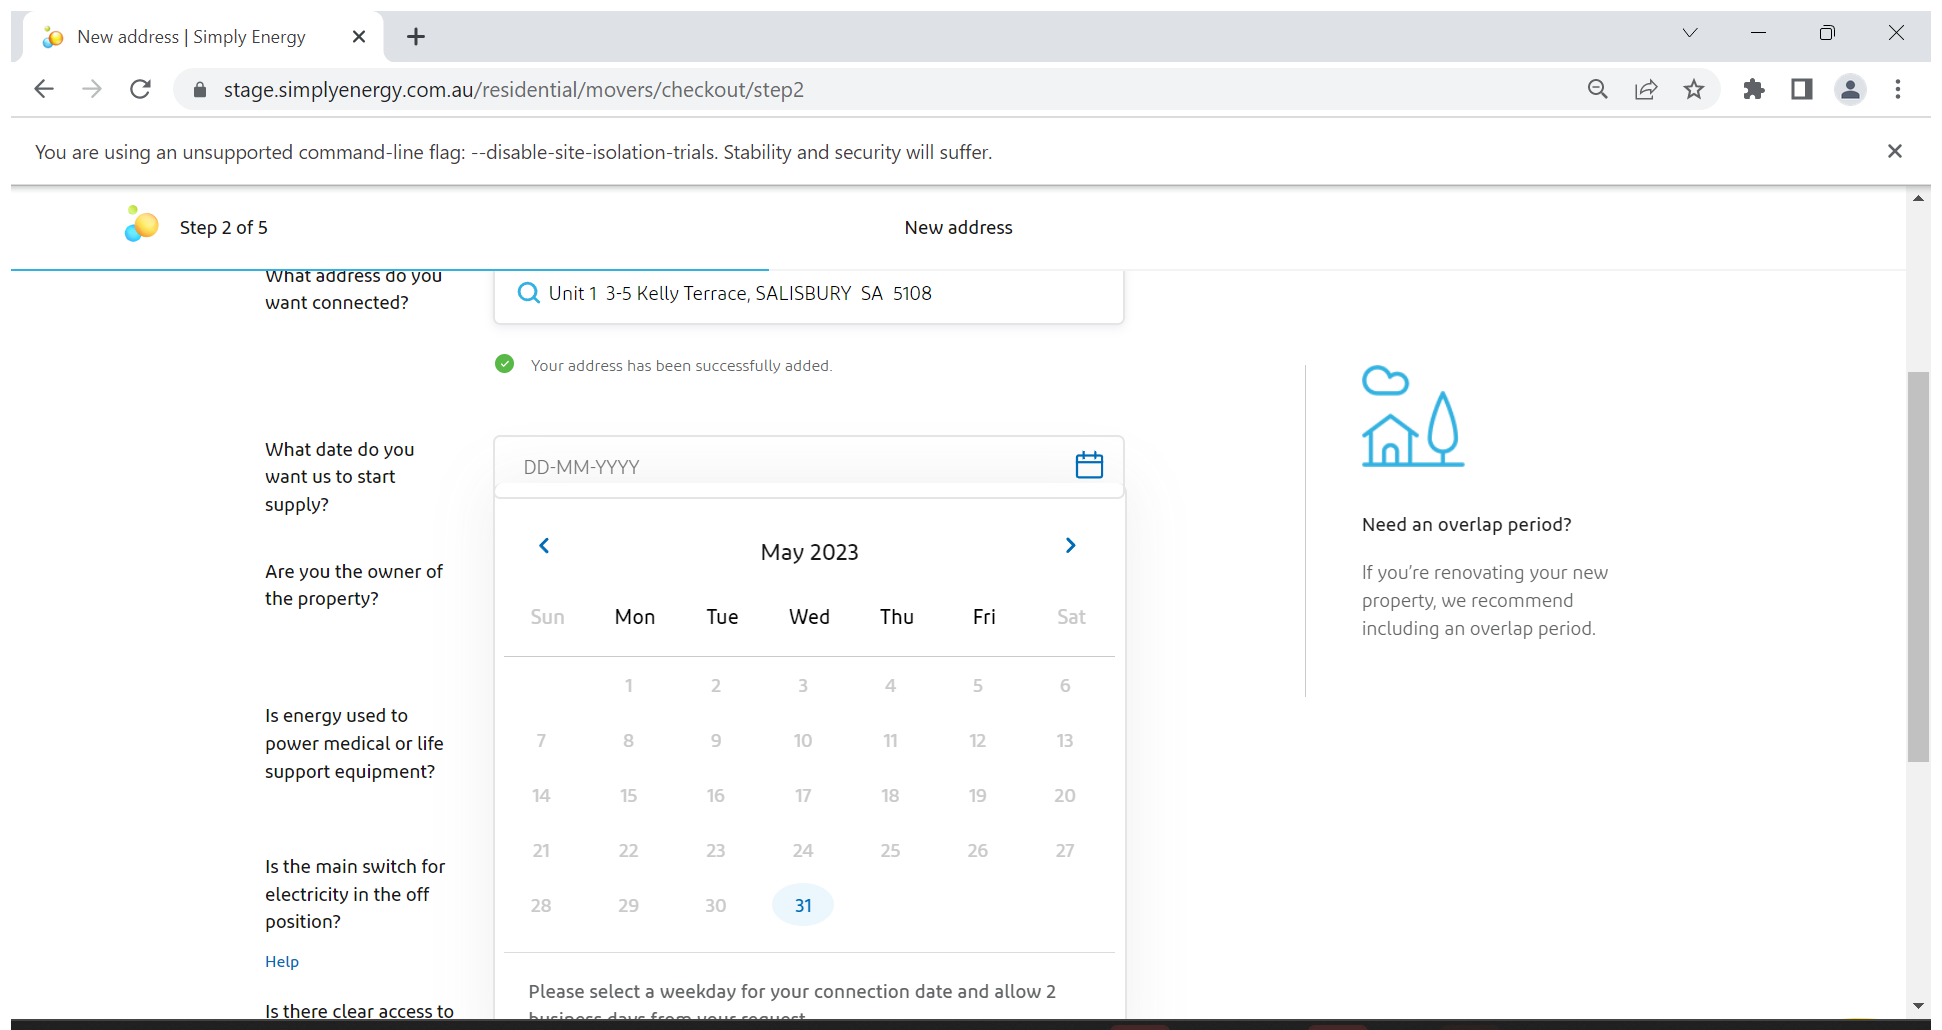 New address | Simply Energy
stage.simplyenergy.com.au/residential/movers/checkout/step2
You are using an unsupported command-line flag: --disable-site-isolation-trials. Stability and security will suffer.
Step 2 of 5
New address
What address do you
want connected?
Unit 1 3-5 Kelly Terrace, SALISBURY SA 5108
Your address has been successfully added.
What date do you
want us to start
supply?
DD-MM-YYYY
May 2023
Sun Mon Tue Wed Thu Fri Sat
1 2 3 4 5 6
7 8 9 10 11 12 13
14 15 16 17 18 19 20
21 22 23 24 25 26 27
28 29 30 31
Please select a weekday for your connection date and allow 2
business days from your request
Are you the owner of
the property?
Is energy used to
power medical or life
support equipment?
Is the main switch for
electricity in the off
position?
Help
Is there clear access to
Need an overlap period?
If you’re renovating your new
property, we recommend
including an overlap period.